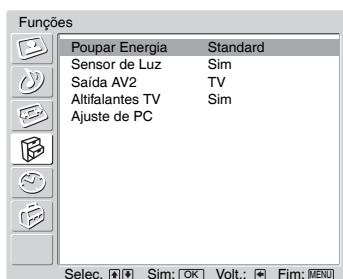 Funções
Poupar Energia Standard
Sensor de Luz Sim
Saída AV2 TV
Altifalantes TV Sim
Ajuste de PC
Selec. Sim: OK Volt.: Fim: MENU